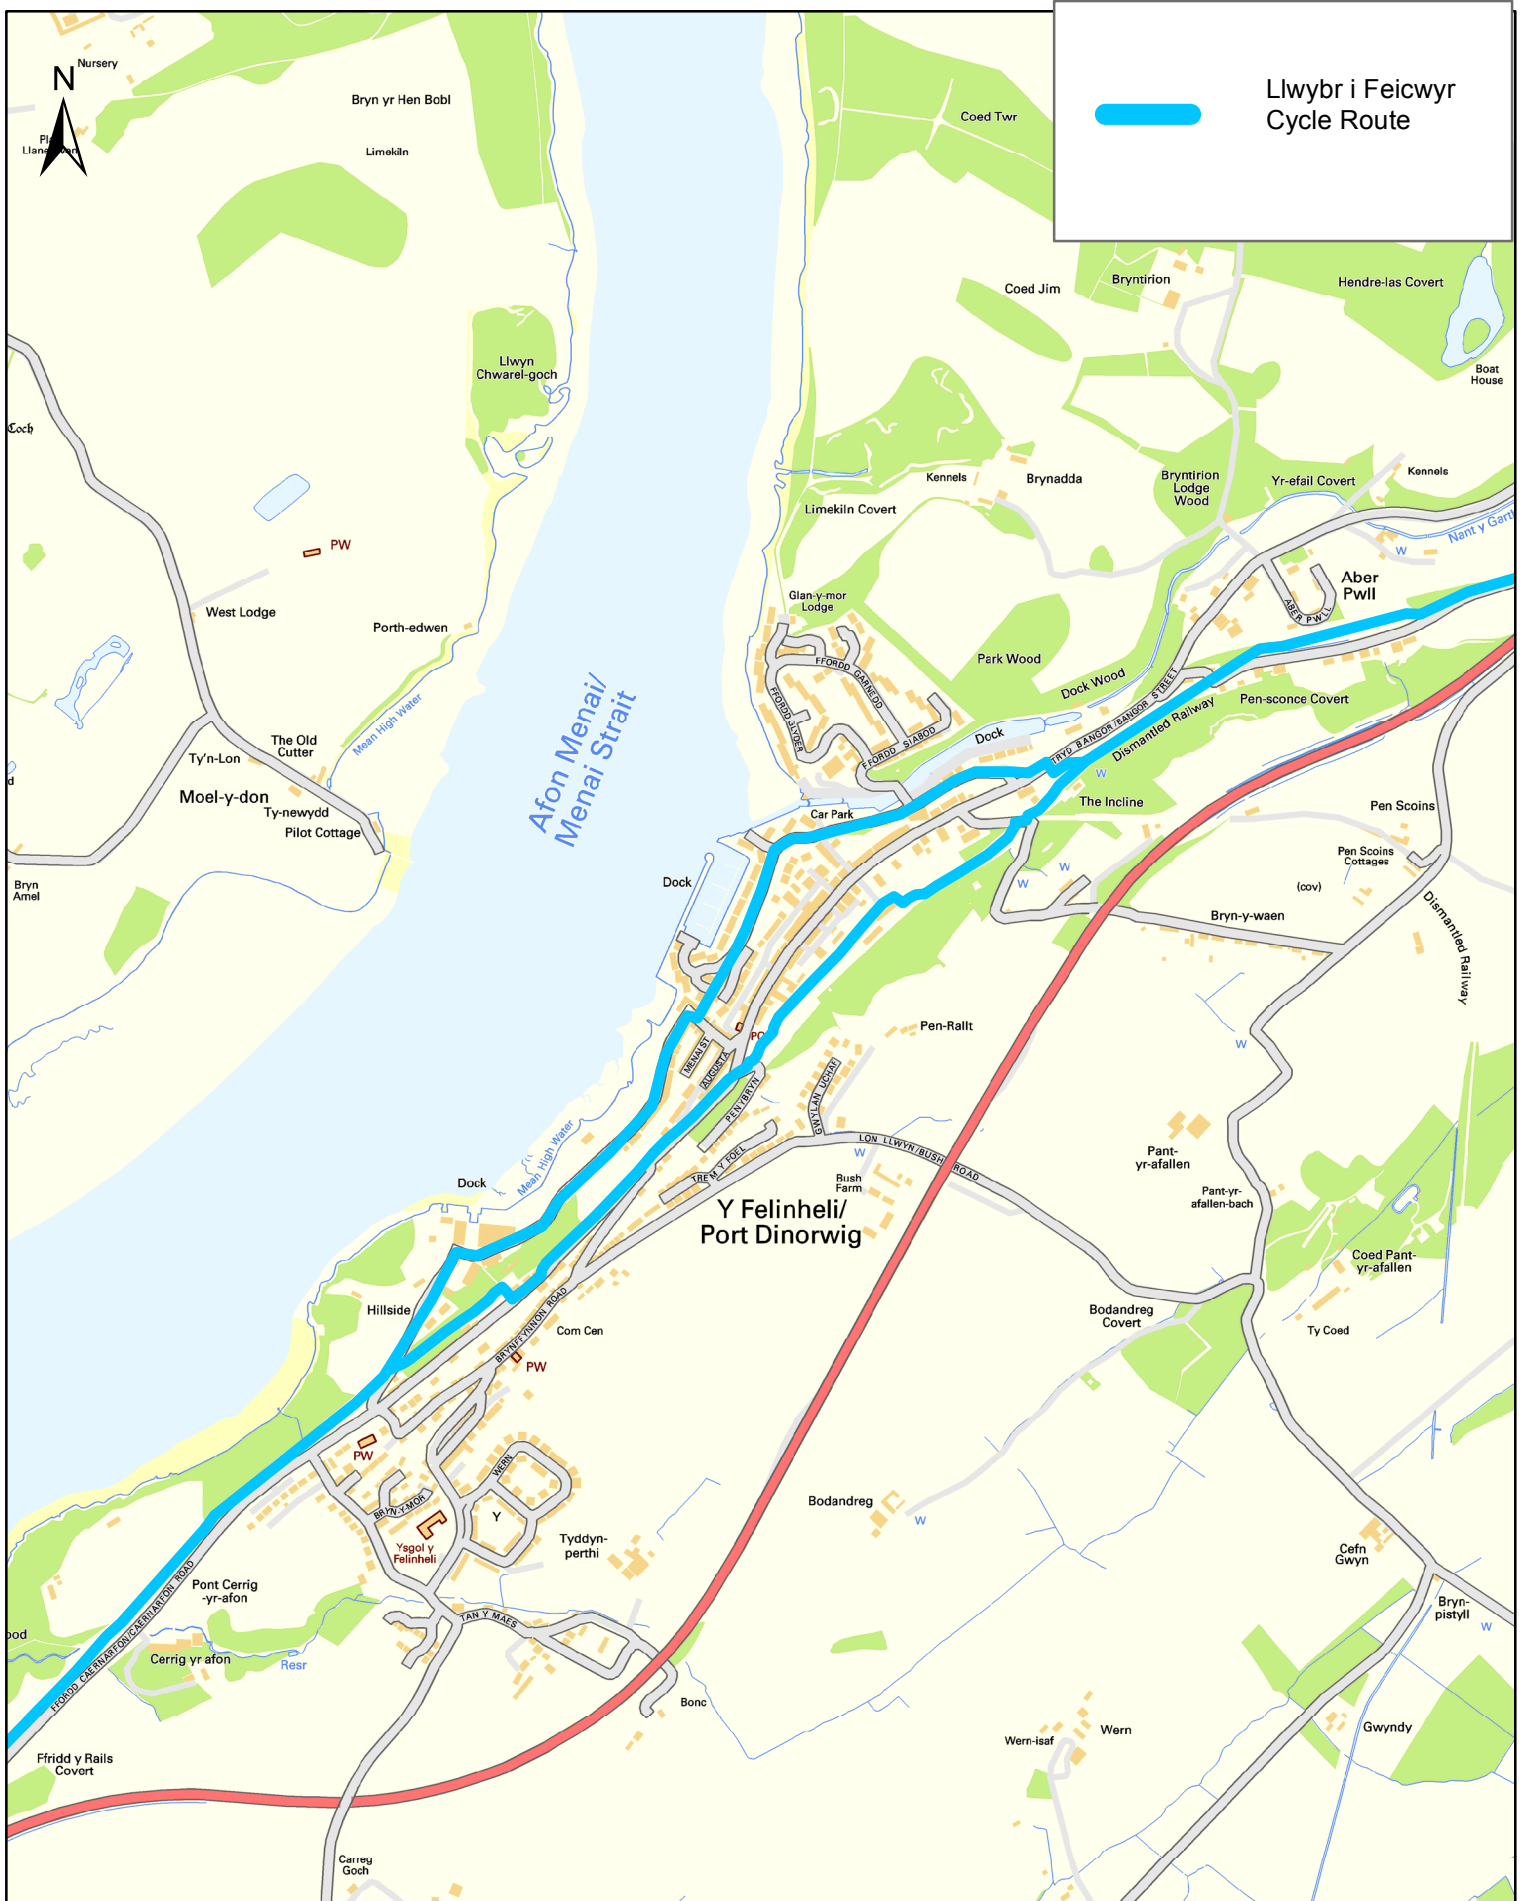 Llwybr i Feicwyr
Cycle Route
N
Nursery
Bryn yr Hen Bobl
Limekiln
Coed Twr
Bryntirion
Hendre-las Covert
Coed Jim
Boat
House
Llwyn
Chwarel-goch
Coch
Kennels
Brynadda
Bryntirion
Lodge
Wood
Yr-efail Covert
Kennels
Limekiln Covert
Nant y Garth
W
PW
West Lodge
Porth-edwen
Glan-y-mor
Lodge
Aber
Pwll
ABER PWLL
Park Wood
FFORDD GARNEDD
FFORDD GLYDER
FFORDD SIABOD
Dock Wood
Pen-sconce Covert
STRYD BANGOR/BANGOR STREET
Dismantled Railway
Mean High Water
Afon Menai/
Menai Strait
The Old
Cutter
Ty'n-Lon
Moel-y-don
Ty-newydd
Pilot Cottage
Dock
W
The Incline
Car Park
Pen Scoins
Pen Scoins
Cottages
Bryn
Amel
Dock
W
W
(cov)
Bryn-y-waen
Dismantled Railway
Pen-Rallt
W
MENAI ST
AUGUSTA
PEN Y BRYN
GWYLAN UCHAF
LON LLWYN/BUSH ROAD
TREM Y FOEL
W
Bush
Farm
Pant-
yr-afallen
Pant-yr-
afallen-bach
Mean High Water
Dock
Y Felinheli/
Port Dinorwig
Coed Pant-
yr-afallen
Hillside
BRYNFFYNNON ROAD
Com Cen
PW
Bodandreg
Covert
Ty Coed
PW
WERN
Y
BRYN-Y-MOR
Ysgol y
Felinheli
Bodandreg
W
Tyddyn-
perthi
Cefn
Gwyn
Pont Cerrig
-yr-afon
FFORDD CAERNARFON/CAERNARFON ROAD
TAN Y MAES
Bryn-
pistyll
W
ood
Cerrig yr afon
Resr
Bonc
Wern-isaf
Wern
Gwyndy
Ffridd y Rails
Covert
Carreg
Goch